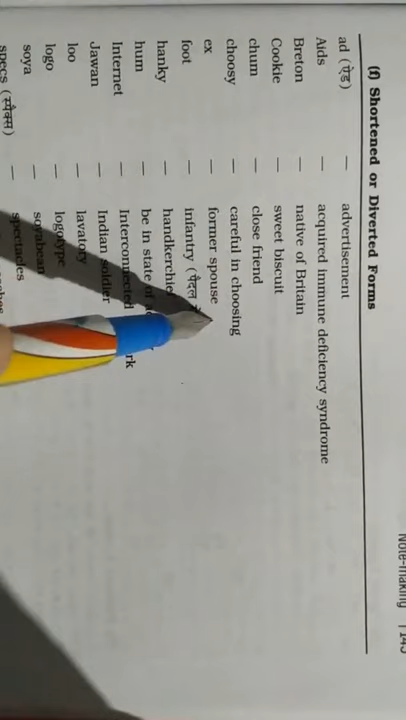 Note-making | 143
(f) Shortened or Diverted Forms
ad (ऐड) — advertisement
Aids — acquired immune deficiency syndrome
Breton — native of Britain
Cookie — sweet biscuit
chum — close friend
choosy — careful in choosing
ex — former spouse
foot — infantry (पैदल
hanky — handkerchief
hum — be in state of
Internet — Interconnected rk
Jawan — Indian soldier
loo — lavatory
logo — logotype
soya — soyabean
specs (स्पैक्स) — spectacles